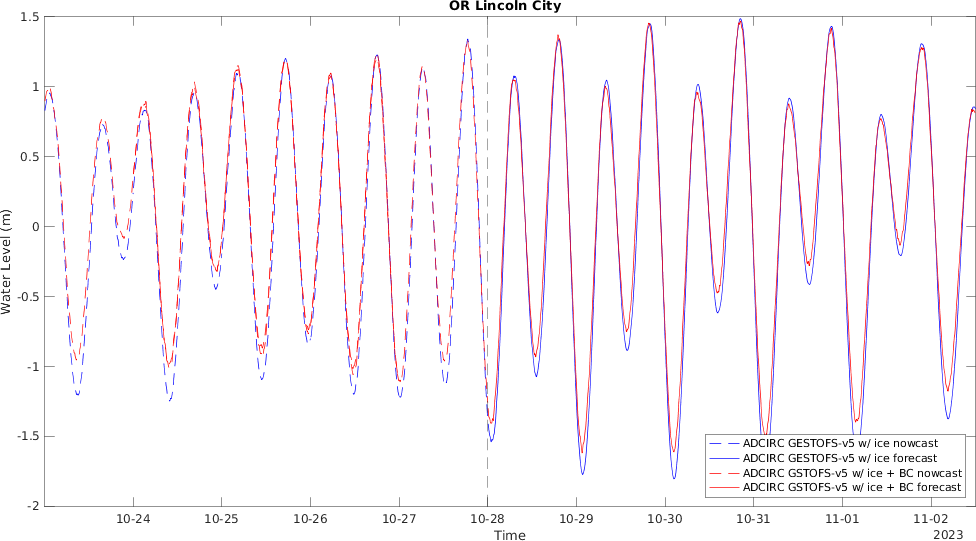 OR Lincoln City
1.5
1
0.5
0
-0.5
-1
-1.5
-2
Water Level (m)
ADCIRC GESTOFS-v5 w/ ice nowcast
ADCIRC GESTOFS-v5 w/ ice forecast
ADCIRC GSTOFS-v5 w/ ice + BC nowcast
ADCIRC GSTOFS-v5 w/ ice + BC forecast
10-24 10-25 10-26 10-27 10-28 10-29 10-30 10-31 11-01 11-02
Time
2023